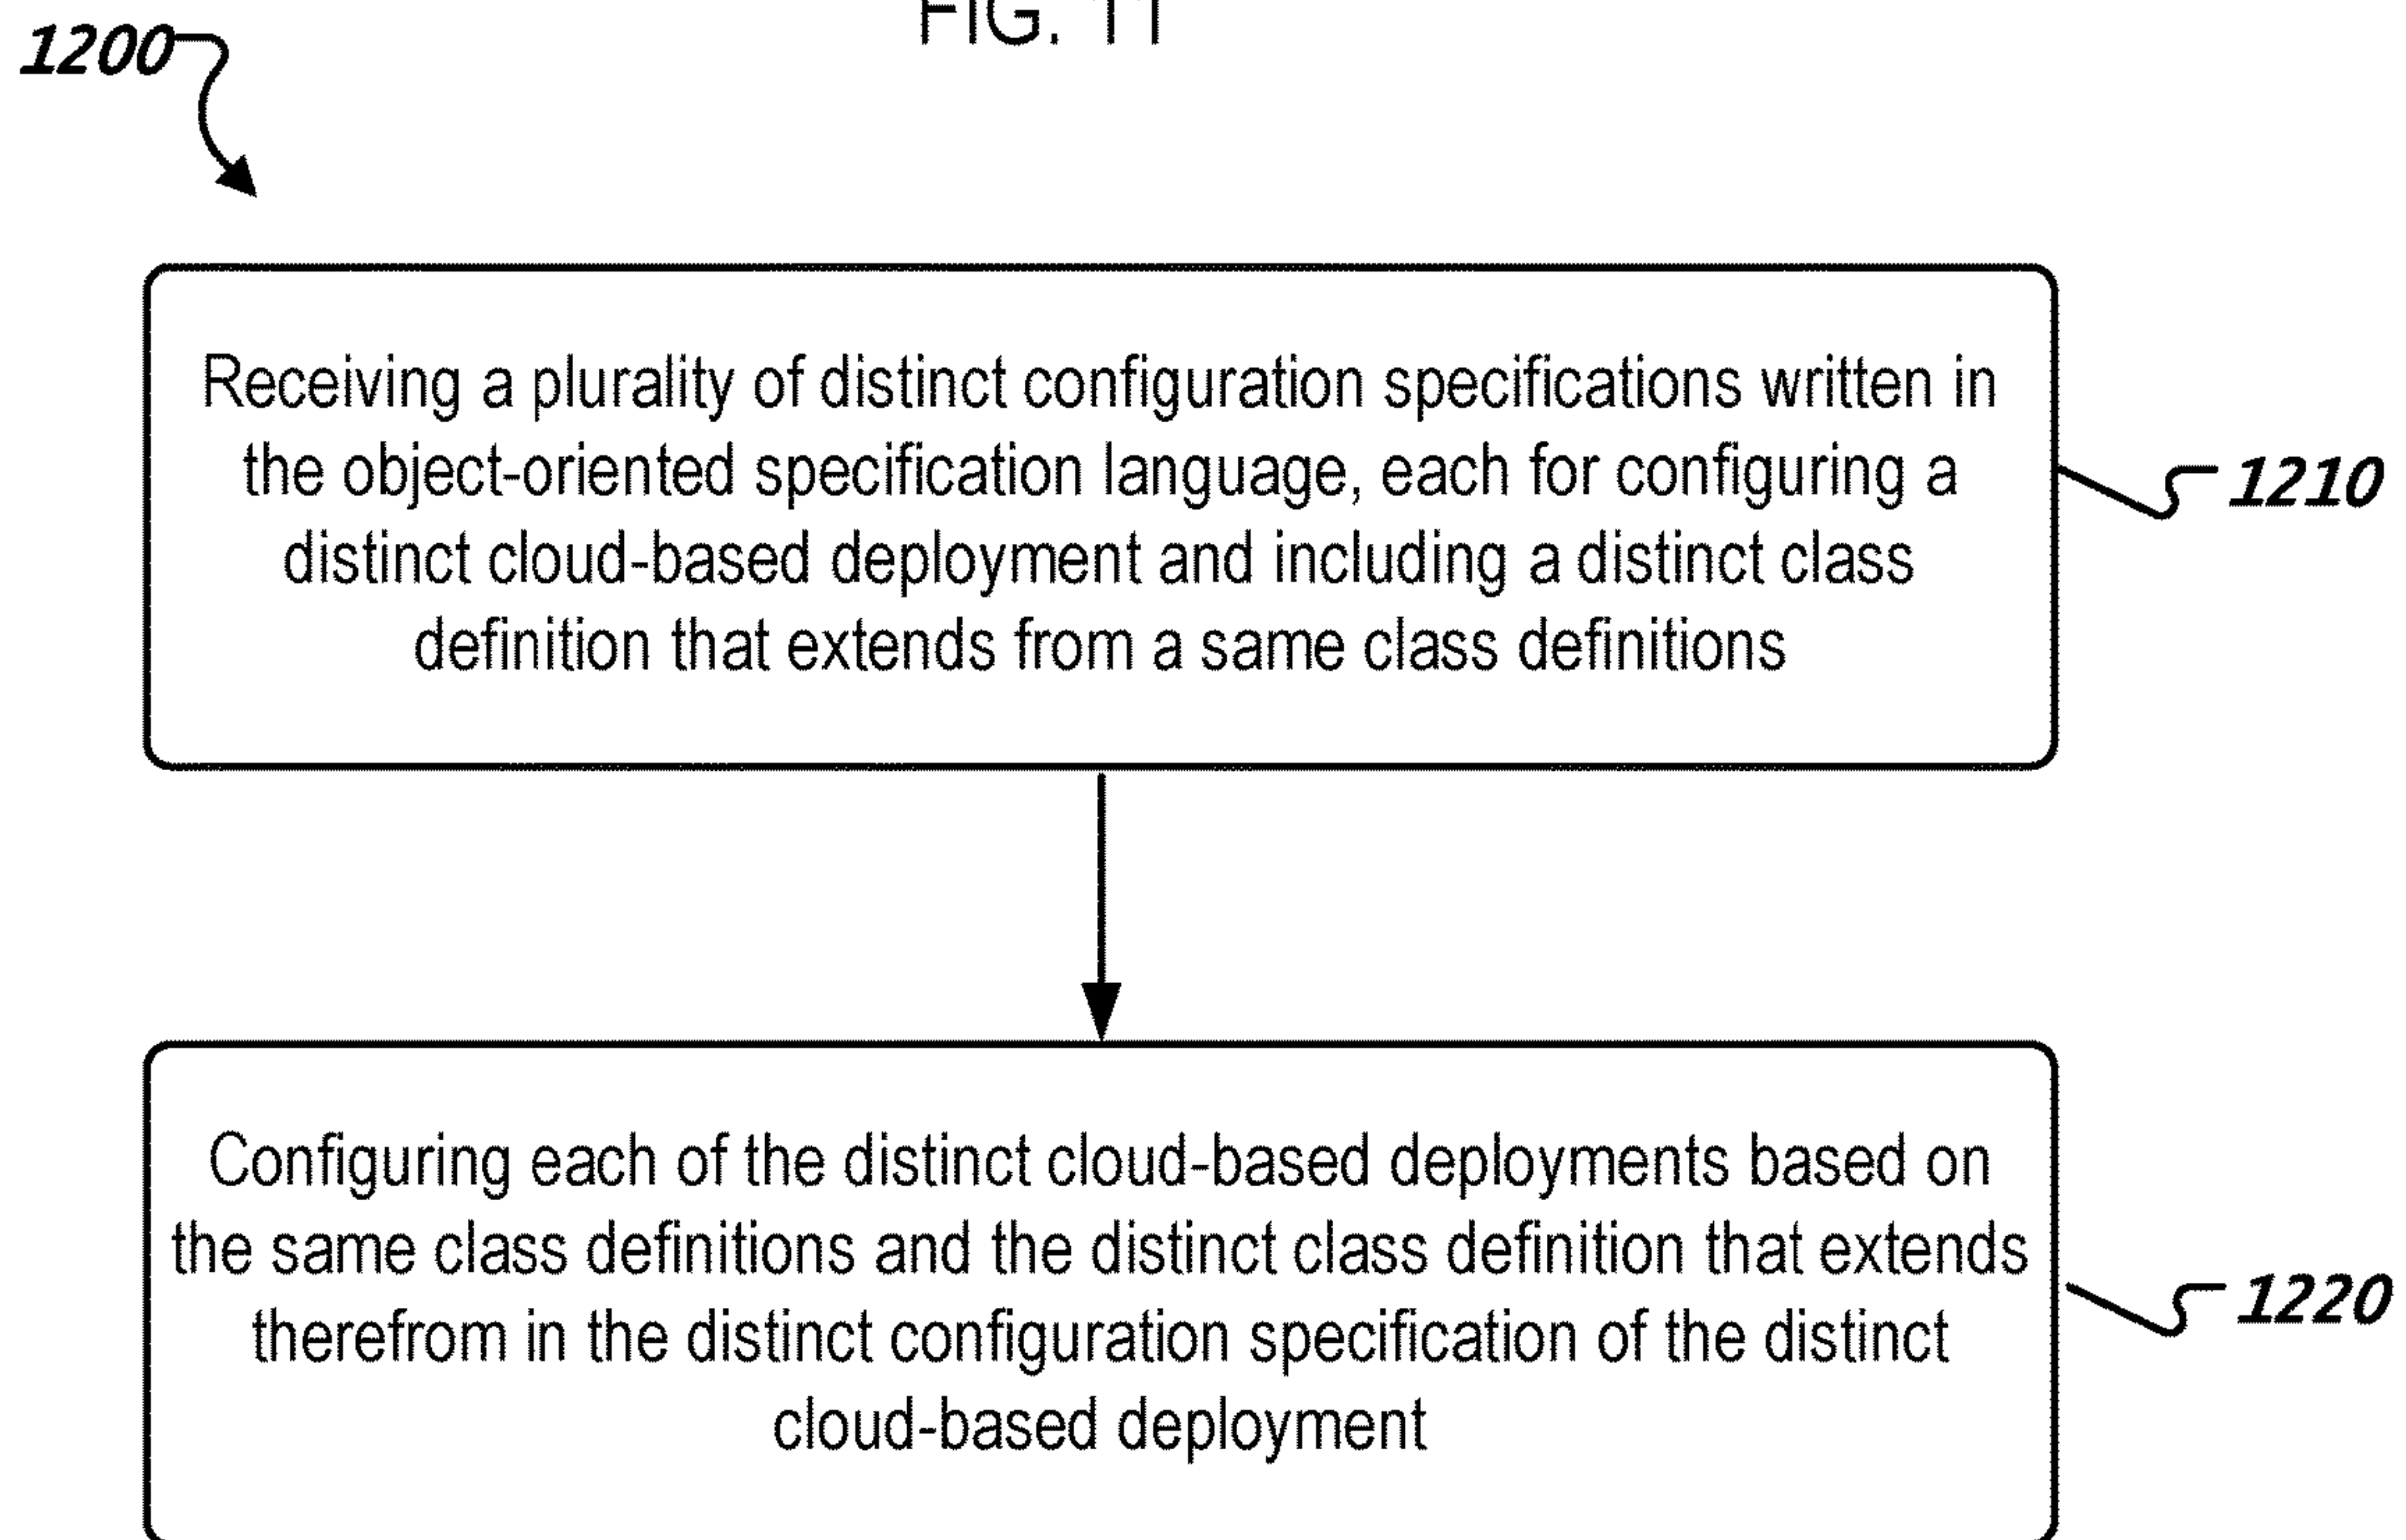 FIG. 11
1200
Receiving a plurality of distinct configuration specifications written in
the object-oriented specification language, each for configuring a
distinct cloud-based deployment and including a distinct class
definition that extends from a same class definitions
1210
Configuring each of the distinct cloud-based deployments based on
the same class definitions and the distinct class definition that extends
therefrom in the distinct configuration specification of the distinct
cloud-based deployment
1220